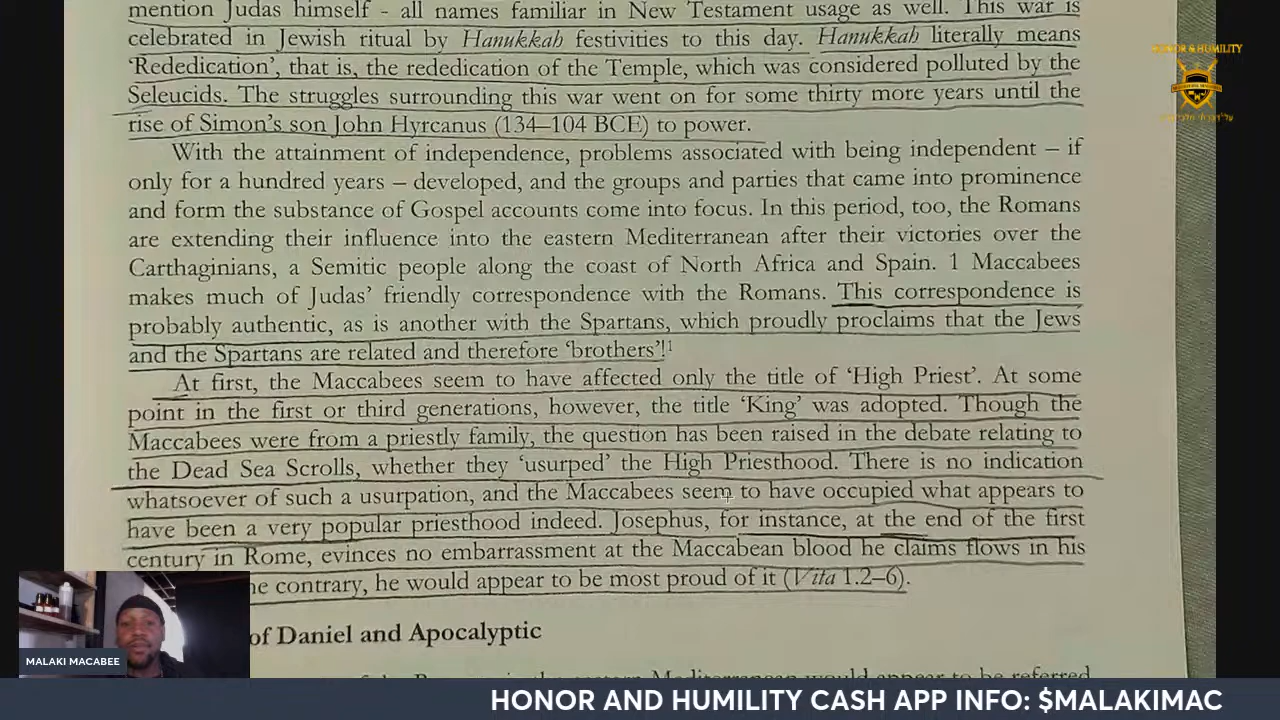 mention Judas himself - all names familiar in New Testament usage as well. This war is
celebrated in Jewish ritual by Hanukkah festivities to this day. Hanukkah literally means
‘Rededication’, that is, the rededication of the Temple, which was considered polluted by the
Seleucids. The struggles surrounding this war went on for some thirty more years until the
rise of Simon’s son John Hyrcanus (134–104 BCE) to power.
With the attainment of independence, problems associated with being independent – if
only for a hundred years – developed, and the groups and parties that came into prominence
and form the substance of Gospel accounts come into focus. In this period, too, the Romans
are extending their influence into the eastern Mediterranean after their victories over the
Carthaginians, a Semitic people along the coast of North Africa and Spain. 1 Maccabees
makes much of Judas’ friendly correspondence with the Romans. This correspondence is
probably authentic, as is another with the Spartans, which proudly proclaims that the Jews
and the Spartans are related and therefore ‘brothers’!¹
At first, the Maccabees seem to have affected only the title of ‘High Priest’. At some
point in the first or third generations, however, the title ‘King’ was adopted. Though the
Maccabees were from a priestly family, the question has been raised in the debate relating to
the Dead Sea Scrolls, whether they ‘usurped’ the High Priesthood. There is no indication
whatsoever of such a usurpation, and the Maccabees seem to have occupied what appears to
have been a very popular priesthood indeed. Josephus, for instance, at the end of the first
century in Rome, evinces no embarrassment at the Maccabean blood he claims flows in his
contrary, he would appear to be most proud of it (Vita 1.2–6).
of Daniel and Apocalyptic
Mediterranean would appear to be referred
HONOR & HUMILITY
MALAKI MACABEE
HONOR AND HUMILITY CASH APP INFO: $MALAKIMAC